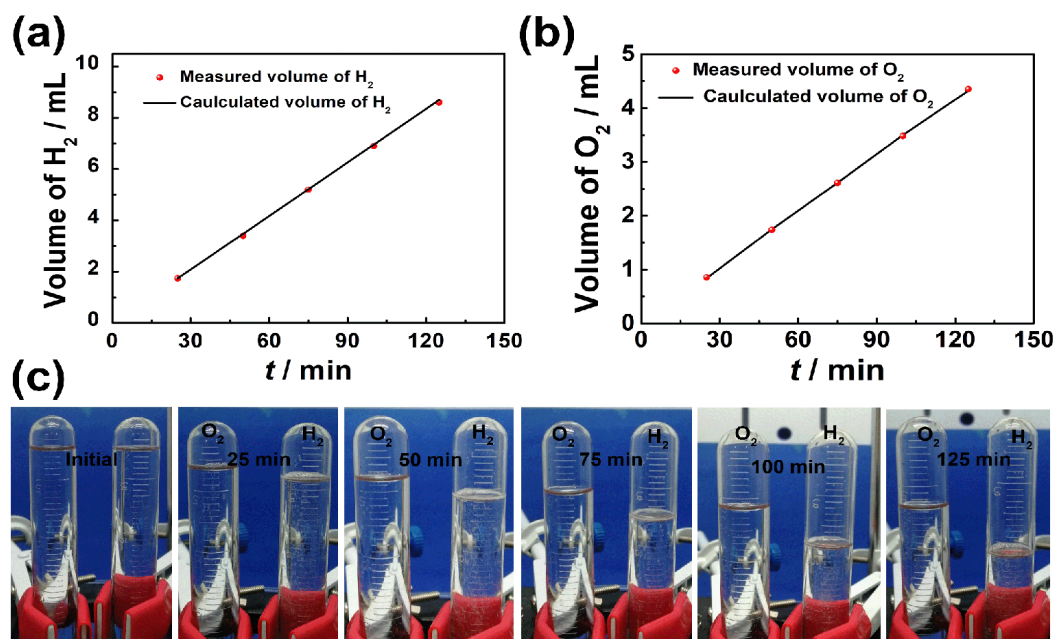 (a)
Volume of H2 / mL
10
8
6
4
2
0
Measured volume of H2
Caulculated volume of H2
0 30 60 90 120 150
t / min
(b)
Volume of O2 / mL
5
4
3
2
1
0
Measured volume of O2
Caulculated volume of O2
0 30 60 90 120 150
t / min
(c)
Initial
O2 H2
25 min
O2 H2
50 min
O2 H2
75 min
O2 H2
100 min
O2 H2
125 min